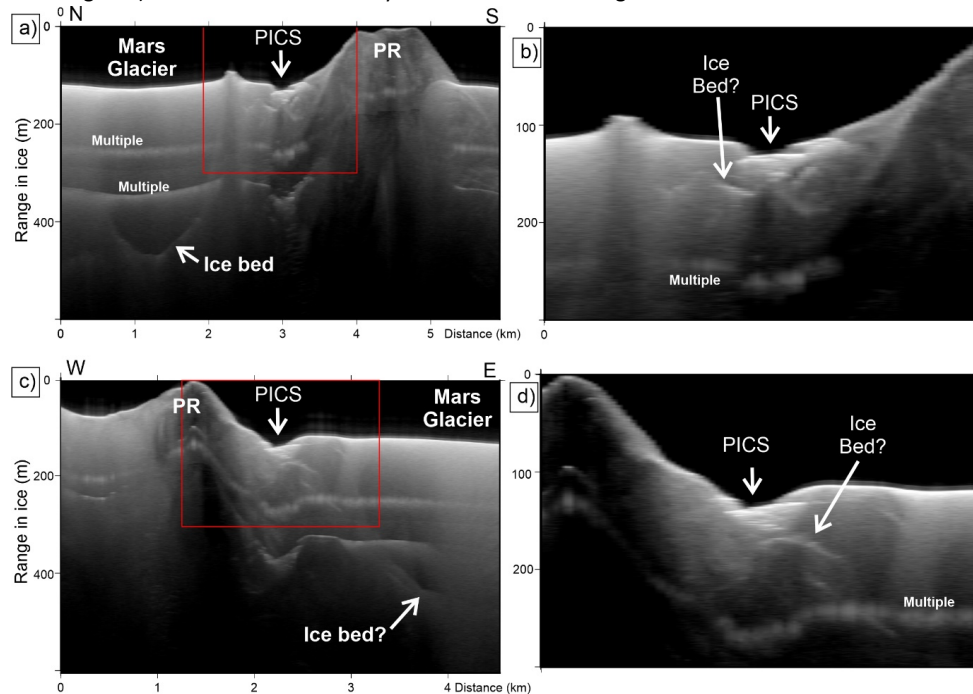 a)
N
S
0
200
400
Range in ice (m)
Mars
Glacier
PICS
PR
Multiple
Multiple
Ice bed
0 1 2 3 4 5 Distance (km)
b)
0
100
200
Ice
Bed?
PICS
Multiple
0
c)
W
E
0
200
400
Range in ice (m)
PR
PICS
Mars
Glacier
Ice bed?
0 1 2 3 4 Distance (km)
d)
0
100
200
PICS
Ice
Bed?
Multiple